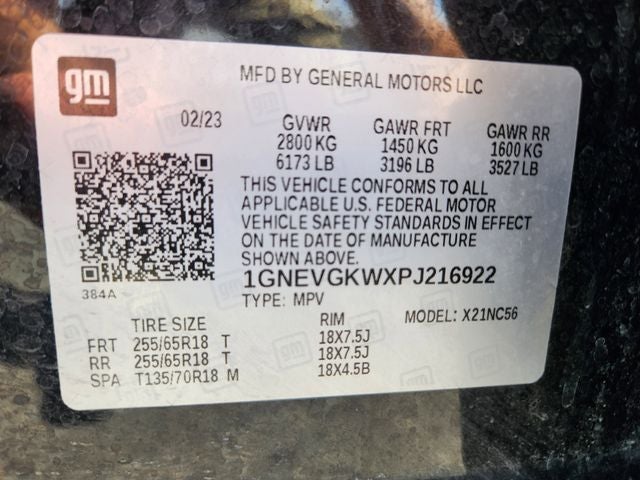 gm
MFD BY GENERAL MOTORS LLC
02/23 GVWR GAWR FRT GAWR RR
2800 KG 1450 KG 1600 KG
6173 LB 3196 LB 3527 LB
THIS VEHICLE CONFORMS TO ALL
APPLICABLE U.S. FEDERAL MOTOR
VEHICLE SAFETY STANDARDS IN EFFECT
ON THE DATE OF MANUFACTURE
SHOWN ABOVE.
384A 1GNEVGKWXPJ216922
TYPE: MPV MODEL: X21NC56
TIRE SIZE RIM
FRT 255/65R18 T 18X7.5J
RR 255/65R18 T 18X7.5J
SPA T135/70R18 M 18X4.5B